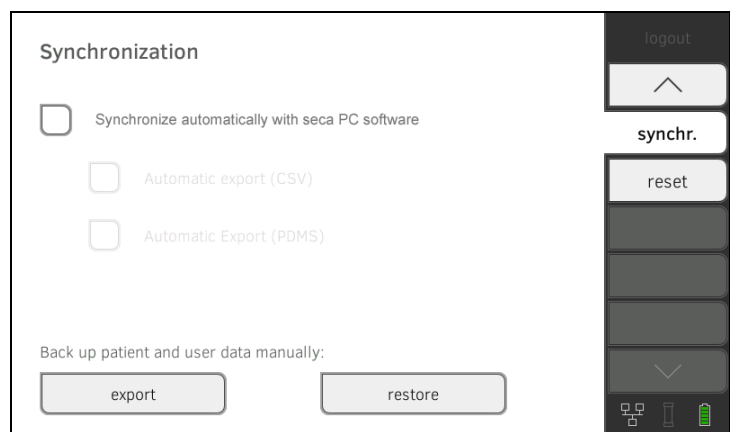 Synchronization
Synchronize automatically with seca PC software
Automatic export (CSV)
Automatic Export (PDMS)
Back up patient and user data manually:
export
restore
logout
synchr.
reset